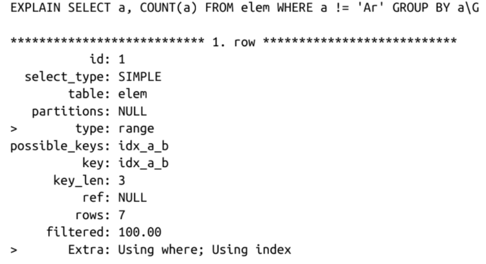 EXPLAIN SELECT a, COUNT(a) FROM elem WHERE a != 'Ar' GROUP BY a\G
*************************** 1. row ***************************
id: 1
select_type: SIMPLE
table: elem
partitions: NULL
> type: range
possible_keys: idx_a_b
key: idx_a_b
key_len: 3
ref: NULL
rows: 7
filtered: 100.00
> Extra: Using where; Using index